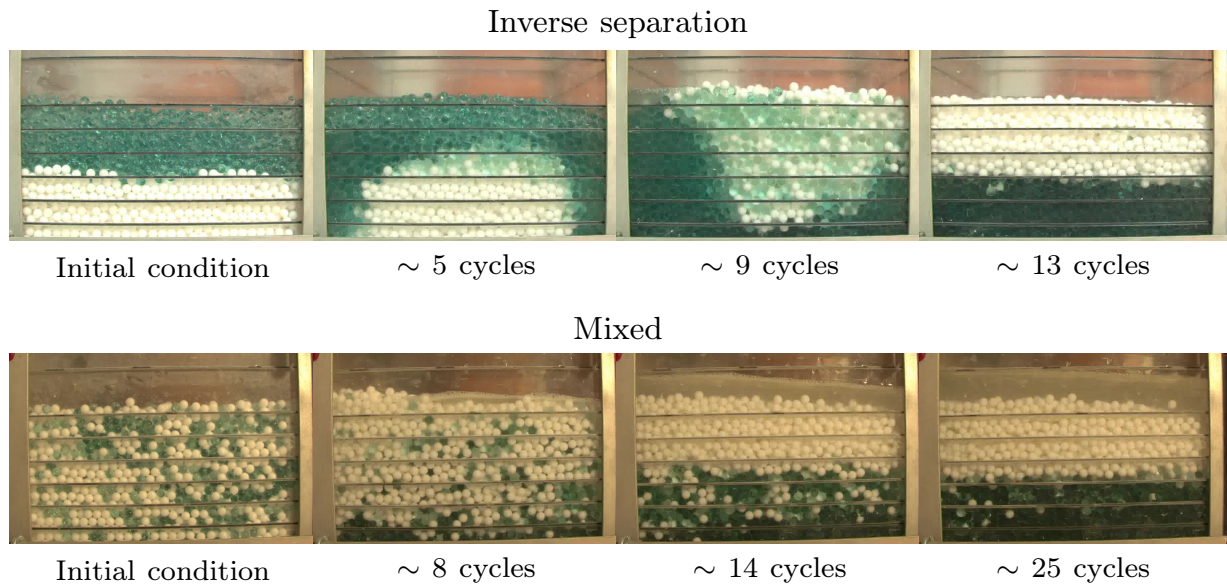 Inverse separation
Initial condition
~ 5 cycles
~ 9 cycles
~ 13 cycles
Mixed
Initial condition
~ 8 cycles
~ 14 cycles
~ 25 cycles